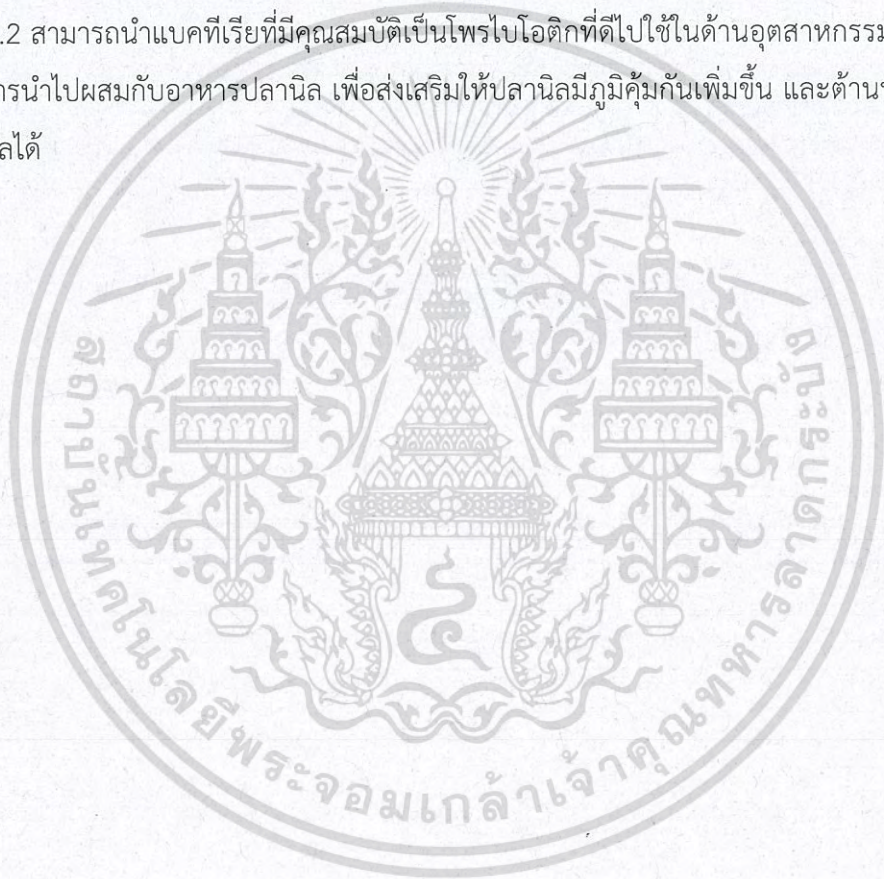 .2 สามารถนำแบคทีเรียที่มีคุณสมบัติเป็นโพรไบโอติกที่ดีไปใช้ในด้านอุตสาหกรรม
ารนำไปผสมกับอาหารปลานิล เพื่อส่งเสริมให้ปลานิลมีภูมิคุ้มกันเพิ่มขึ้น และต้านท
ลได้
สถาบันเทคโนโลยีพระจอมเกล้าเจ้าคุณทหารลาดกระบัง